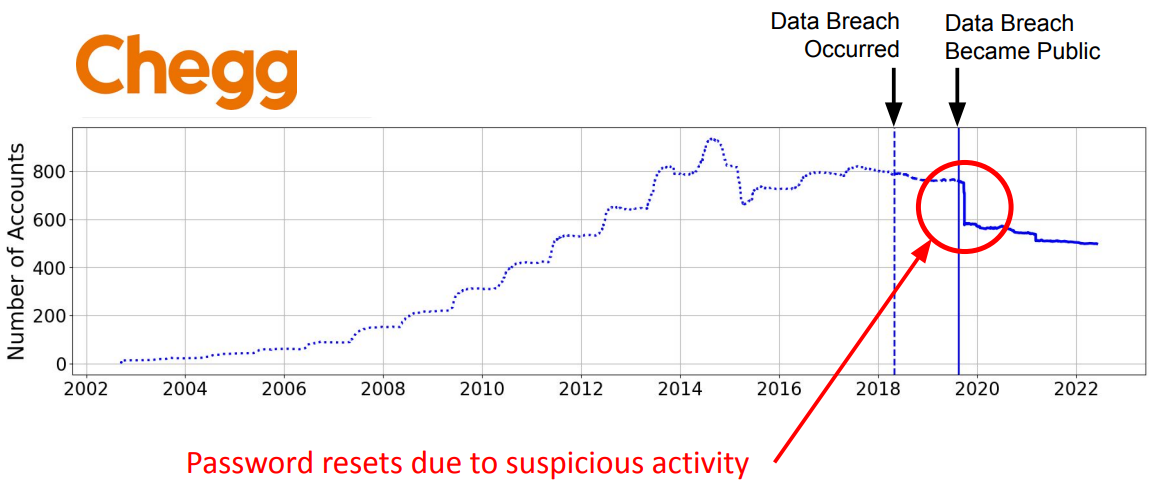 Data Breach
Occurred
Data Breach
Became Public
Chegg
Number of Accounts
800
600
400
200
0
2002 2004 2006 2008 2010 2012 2014 2016 2018 2020 2022
Password resets due to suspicious activity